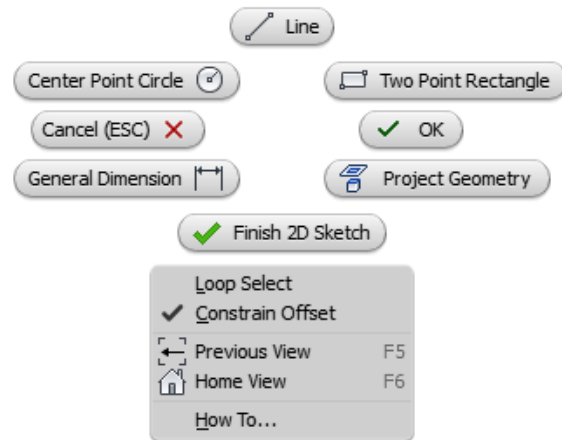 Line
Center Point Circle
Two Point Rectangle
Cancel (ESC)
OK
General Dimension
Project Geometry
Finish 2D Sketch
Loop Select
Constrain Offset
Previous View F5
Home View F6
How To...